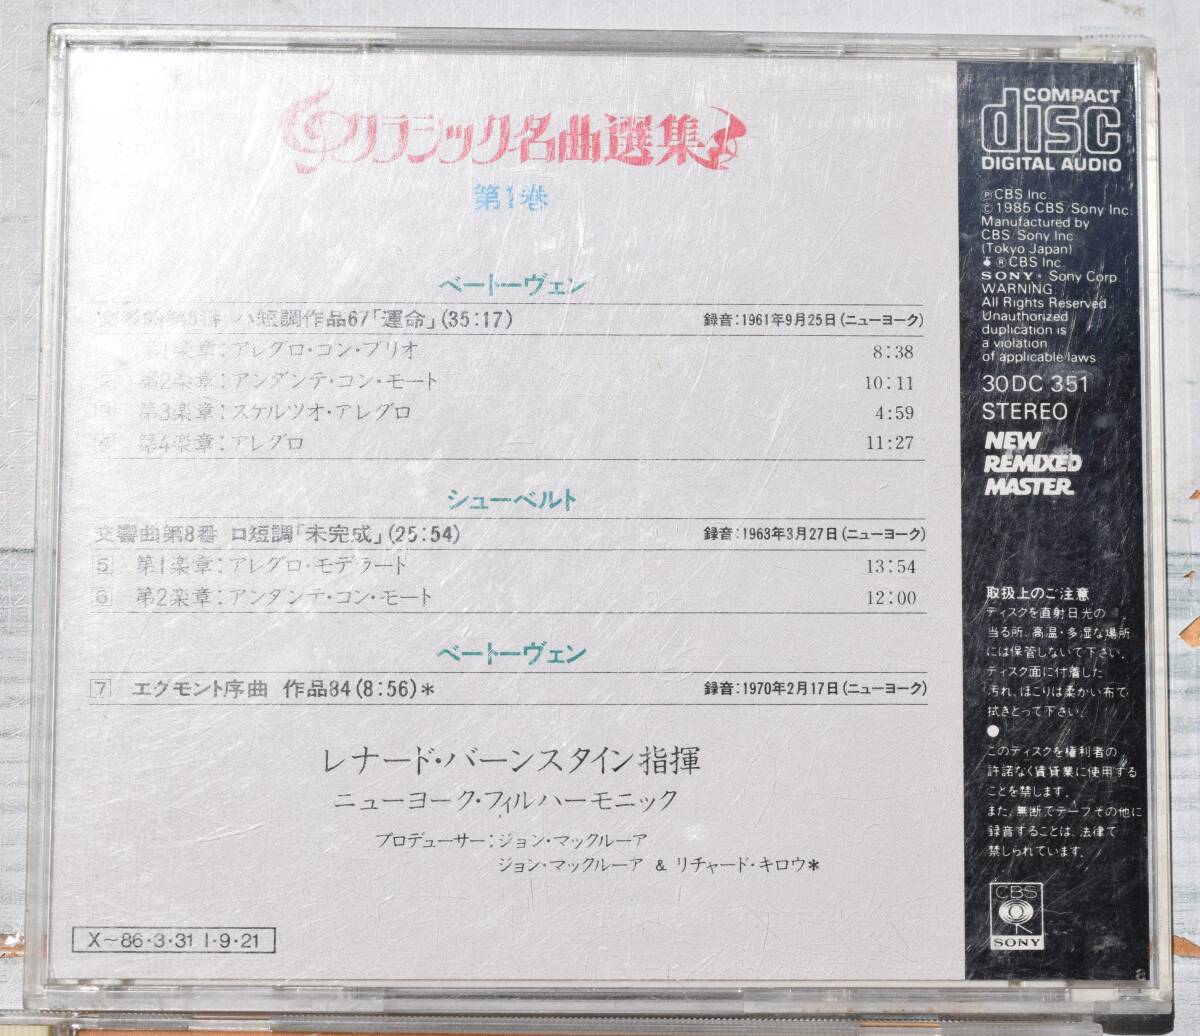 クラシック名曲選集
第1巻
ベートーヴェン
交響曲第5番 ハ短調作品67「運命」(35:17) 録音:1961年9月25日(ニューヨーク)
第1楽章:アレグロ・コン・ブリオ 8:38
2 第2楽章:アンダンテ・コン・モート 10:11
3 第3楽章:スケルツオ・アレグロ 4:59
4 第4楽章:アレグロ 11:27
シューベルト
交響曲第8番 ロ短調「未完成」(25:54) 録音:1963年3月27日(ニューヨーク)
5 第1楽章:アレグロ・モデラート 13:54
6 第2楽章:アンダンテ・コン・モート 12:00
ベートーヴェン
7 エグモント序曲 作品84(8:56)* 録音:1970年2月17日(ニューヨーク)
レナード・バーンスタイン指揮
ニューヨーク・フィルハーモニック
プロデューサー:ジョン・マックルーア
ジョン・マックルーア & リチャード・キロウ*
X〜86・3・31 I・9・21
COMPACT
disc
DIGITAL AUDIO
Ⓟ CBS Inc.
© 1985 CBS/Sony Inc.
Manufactured by
CBS/Sony Inc.
(Tokyo Japan)
® CBS Inc.
SONY® Sony Corp.
WARNING:
All Rights Reserved.
Unauthorized
duplication is
a violation
of applicable laws.
30DC 351
STEREO
NEW
REMIXED
MASTER
取扱上のご注意
ディスクを直射日光の
当る所、高温・多湿な場所
には保管しないで下さい。
ディスク面に付着した
汚れ、ほこりは柔かい布で
拭きとって下さい。
●
このディスクを権利者の
許諾なく賃貸業に使用する
ことを禁じます。
また、無断でテープその他に
録音することは、法律で
禁じられています。
CBS
SONY
8